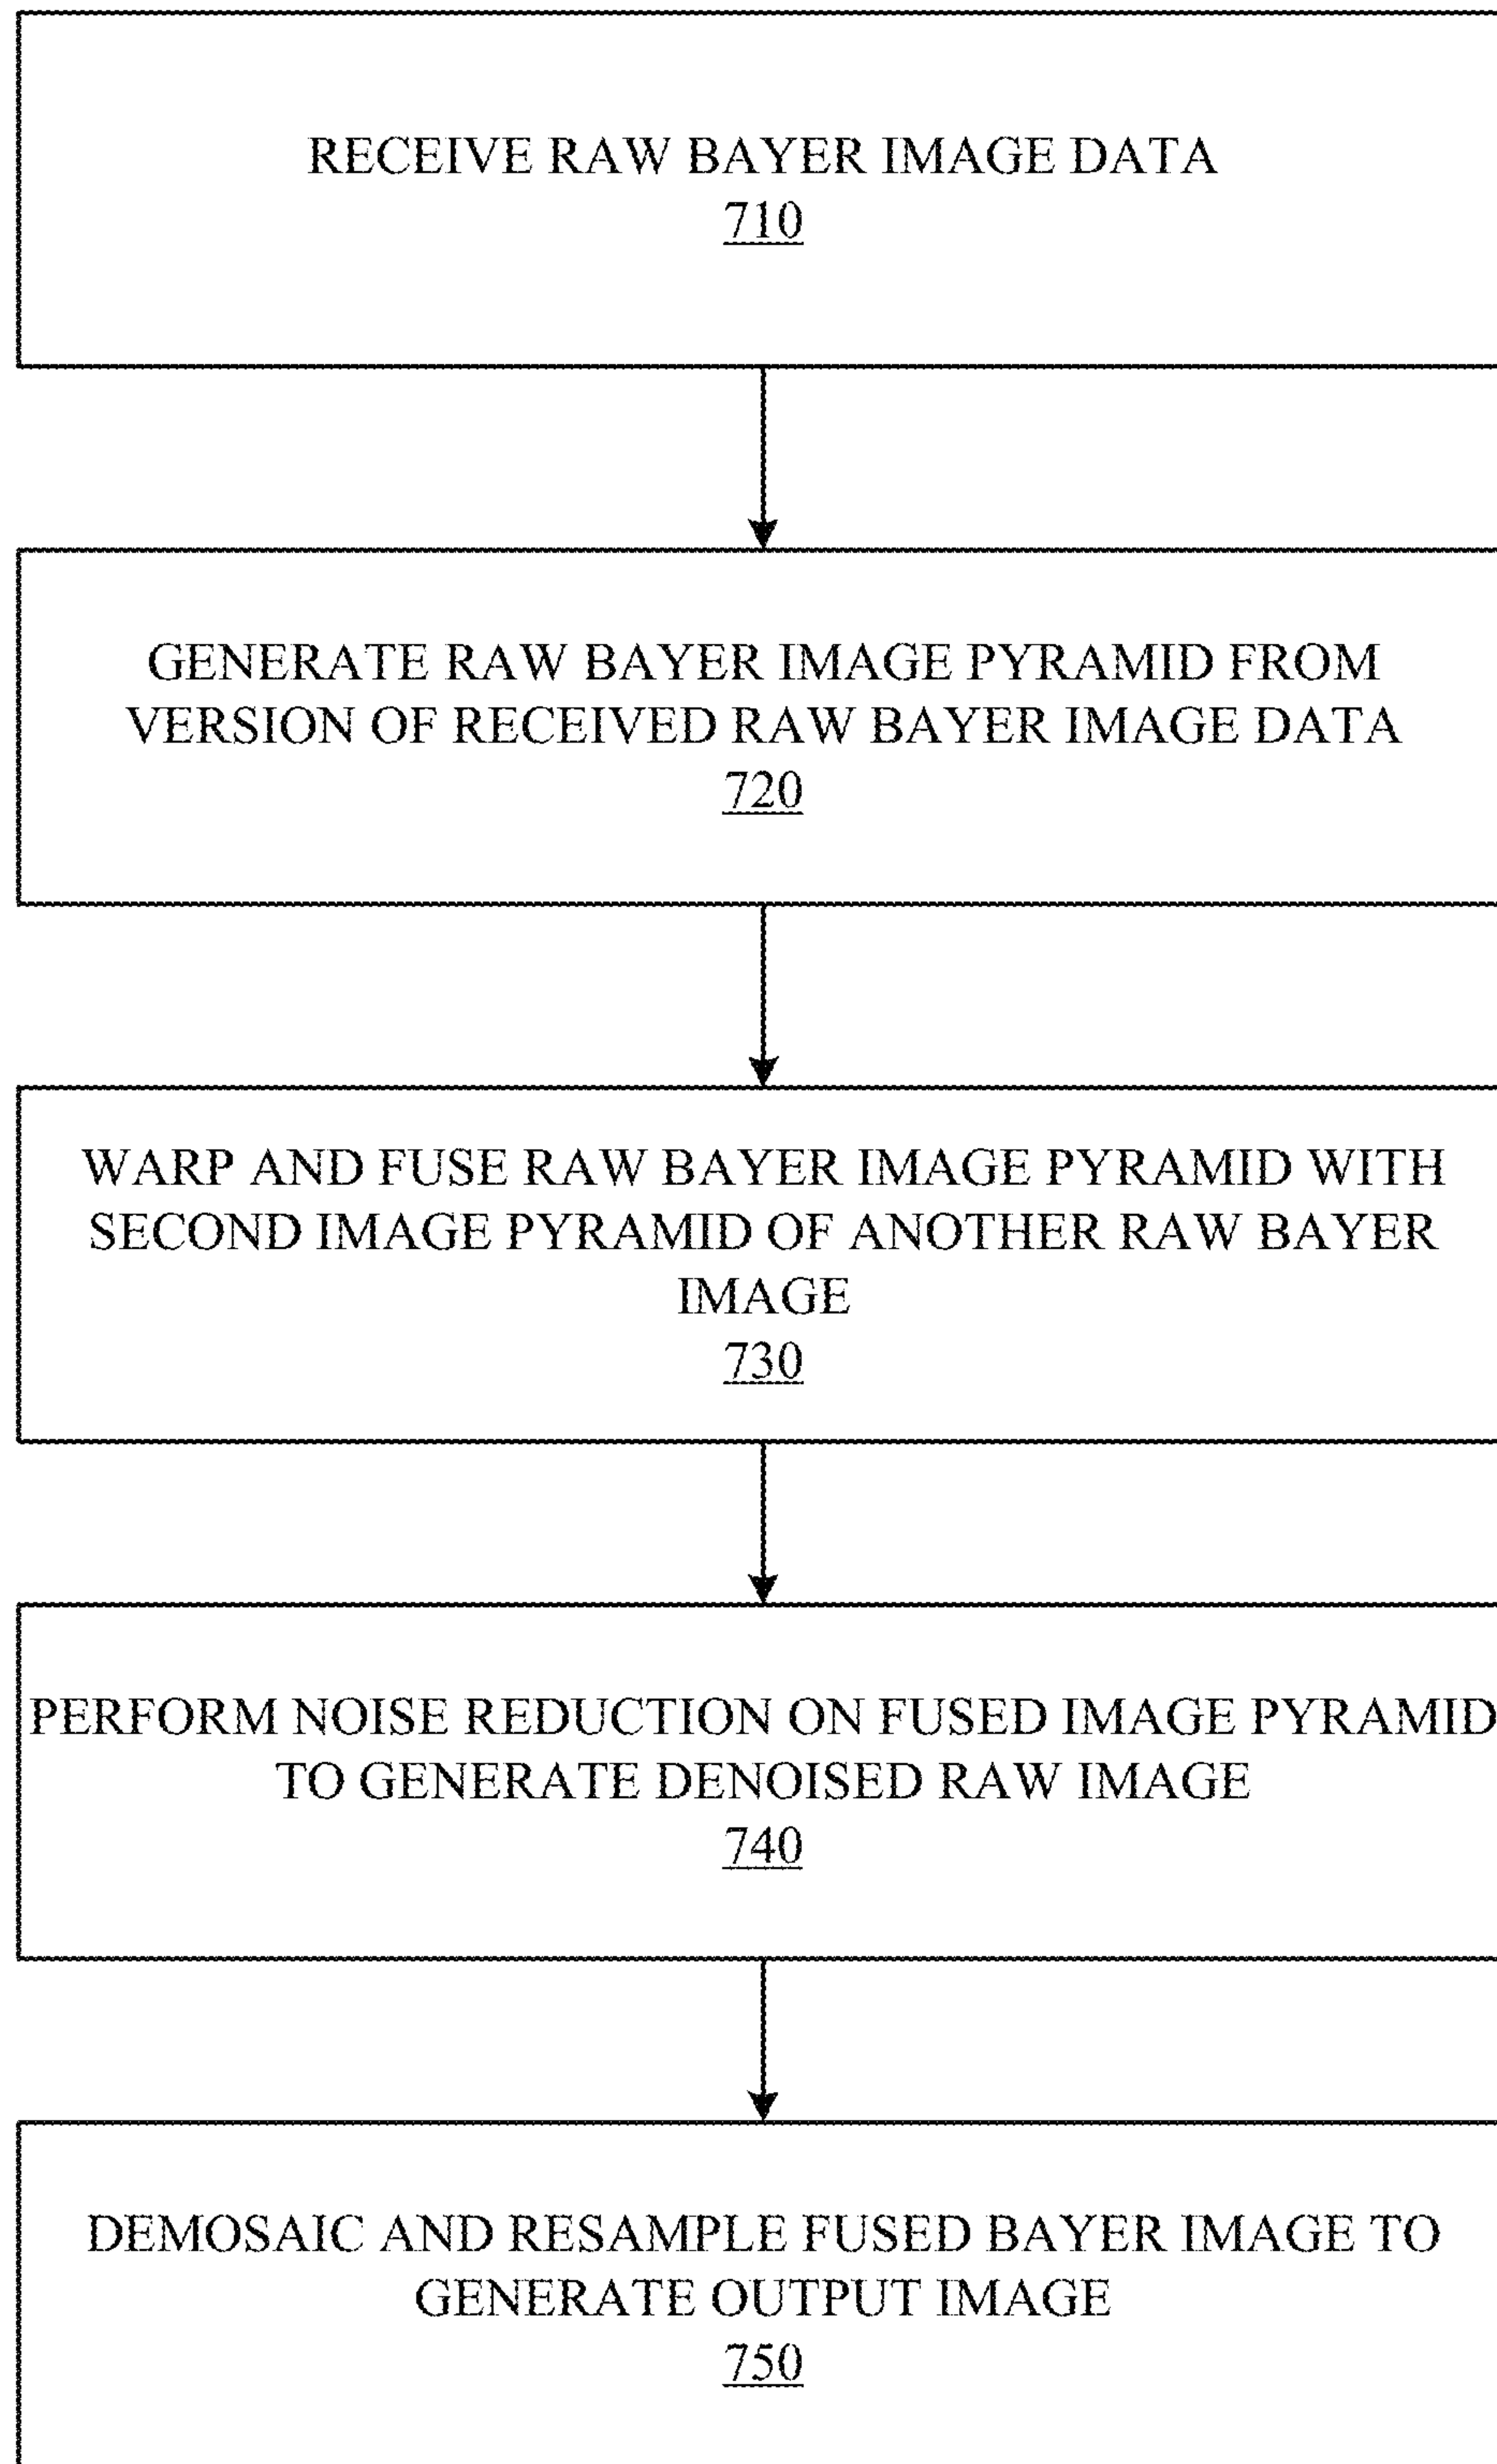 RECEIVE RAW BAYER IMAGE DATA
710
GENERATE RAW BAYER IMAGE PYRAMID FROM
VERSION OF RECEIVED RAW BAYER IMAGE DATA
720
WARP AND FUSE RAW BAYER IMAGE PYRAMID WITH
SECOND IMAGE PYRAMID OF ANOTHER RAW BAYER
IMAGE
730
PERFORM NOISE REDUCTION ON FUSED IMAGE PYRAMID
TO GENERATE DENOISED RAW IMAGE
740
DEMOSAIC AND RESAMPLE FUSED BAYER IMAGE TO
GENERATE OUTPUT IMAGE
750